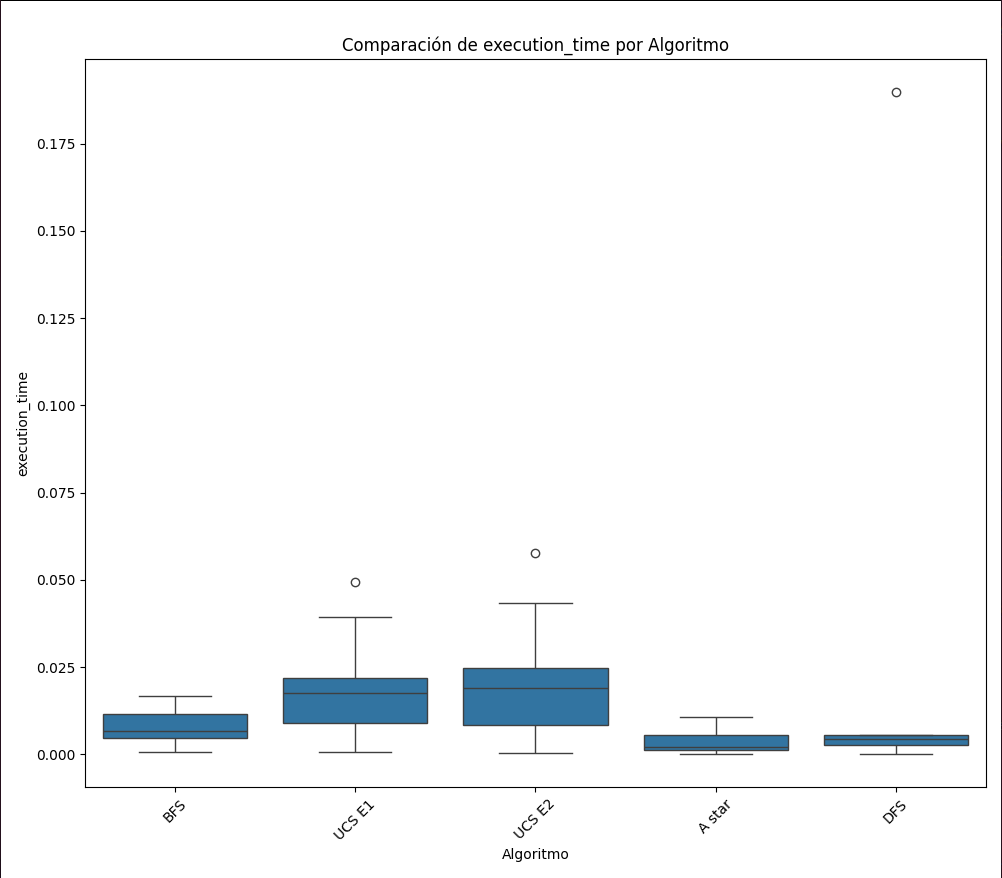 Comparación de execution_time por Algoritmo
execution_time
0.175
0.150
0.125
0.100
0.075
0.050
0.025
0.000
BFS
UCS E1
UCS E2
A star
DFS
Algoritmo